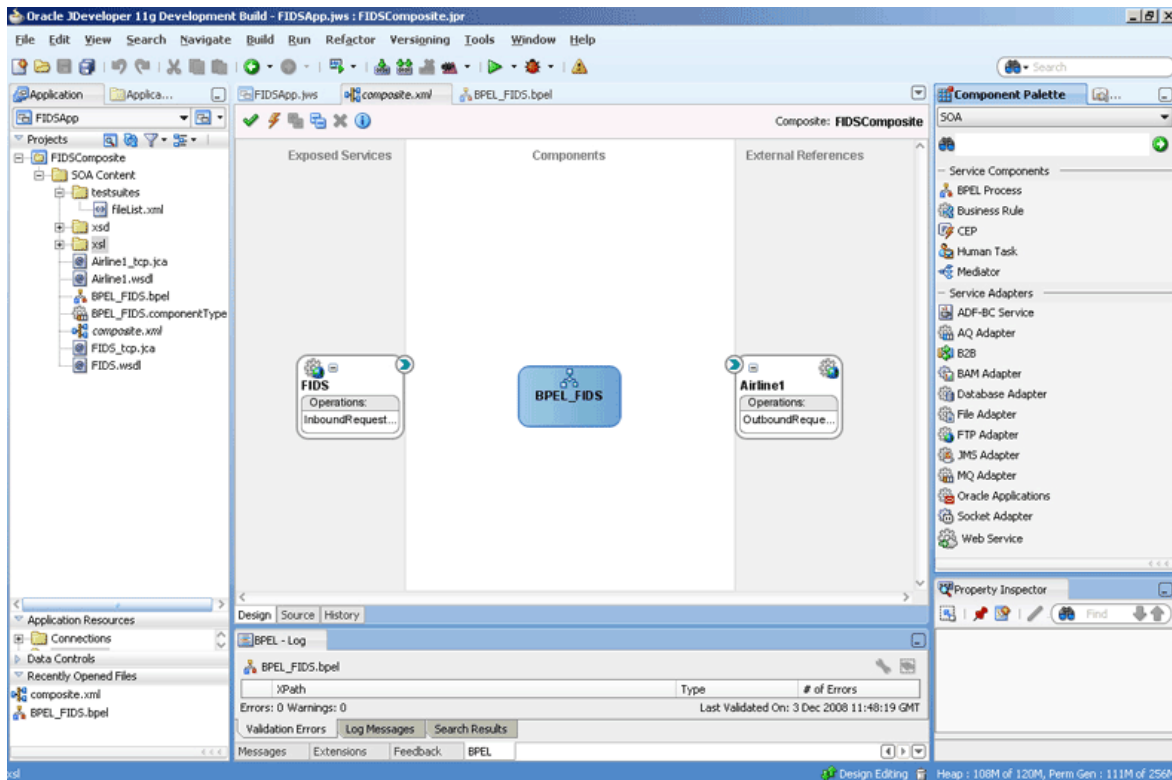 Oracle JDeveloper 11g Development Build - FIDSApp.jws : FIDSComposite.jpr
File Edit View Search Navigate Build Run Refactor Versioning Tools Window Help
Search
Application Applica...
FIDSApp
Projects
FIDSComposite
SOA Content
testsuites
fileList.xml
xsd
xsl
Airline1_tcp.jca
Airline1.wsdl
BPEL_FIDS.bpel
BPEL_FIDS.componentType
composite.xml
FIDS_tcp.jca
FIDS.wsdl
Application Resources
Connections
Data Controls
Recently Opened Files
composite.xml
BPEL_FIDS.bpel
FIDSApp.jws composite.xml BPEL_FIDS.bpel
Composite: FIDSComposite
Exposed Services Components External References
FIDS
Operations:
InboundRequest...
BPEL_FIDS
Airline1
Operations:
OutboundReque...
Design Source History
BPEL - Log
BPEL_FIDS.bpel
XPath Type # of Errors
Errors: 0 Warnings: 0 Last Validated On: 3 Dec 2008 11:48:19 GMT
Validation Errors Log Messages Search Results
Messages Extensions Feedback BPEL
Component Palette
SOA
Service Components
BPEL Process
Business Rule
CEP
Human Task
Mediator
Service Adapters
ADF-BC Service
AQ Adapter
B2B
BAM Adapter
Database Adapter
File Adapter
FTP Adapter
JMS Adapter
MQ Adapter
Oracle Applications
Socket Adapter
Web Service
Property Inspector
Find
xsl Design Editing Heap : 108M of 120M, Perm Gen : 111M of 256M